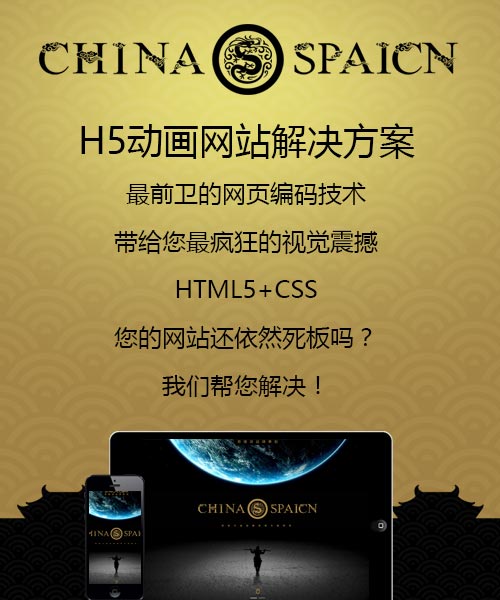 CHINA SPAICN
H5动画网站解决方案
最前卫的网页编码技术
带给您最疯狂的视觉震撼
HTML5+CSS
您的网站还依然死板吗？
我们帮您解决！
CHINA SPAICN
HINA SPAI